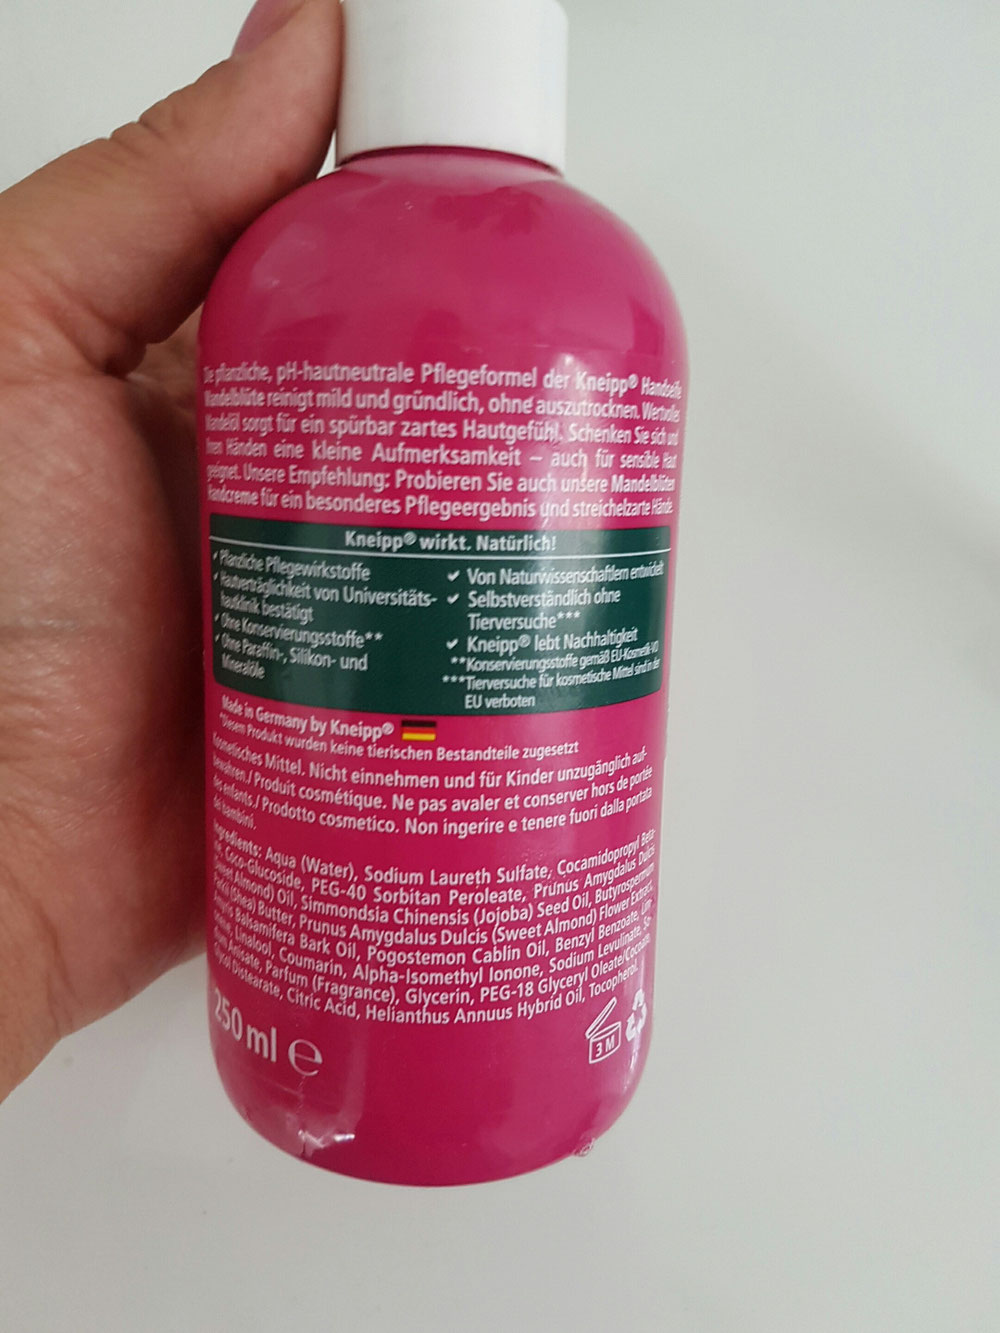 Die pflanzliche, pH-hautneutrale Pflegeformel der Kneipp® Handseife
Mandelblüte reinigt mild und gründlich, ohne auszutrocknen. Wertvolles
Mandelöl sorgt für ein spürbar zartes Hautgefühl. Schenken Sie sich und
Ihren Händen eine kleine Aufmerksamkeit – auch für sensible Haut
geeignet. Unsere Empfehlung: Probieren Sie auch unsere Mandelblüten
Handcreme für ein besonderes Pflegeergebnis und streichelzarte Hände.
Kneipp® wirkt. Natürlich!
✓ Pflanzliche Pflegewirkstoffe
✓ Hautverträglichkeit von Universitäts-
hautklinik bestätigt
✓ Ohne Konservierungsstoffe**
✓ Ohne Paraffin-, Silikon- und
Mineralöle
✓ Von Naturwissenschaftlern entwickelt
✓ Selbstverständlich ohne
Tierversuche***
✓ Kneipp® lebt Nachhaltigkeit
**Konservierungsstoffe gemäß EU-Kosmetik-VO
***Tierversuche für kosmetische Mittel sind in der
EU verboten
Made in Germany by Kneipp®
*Diesem Produkt wurden keine tierischen Bestandteile zugesetzt
Kosmetisches Mittel. Nicht einnehmen und für Kinder unzugänglich auf-
bewahren./ Produit cosmétique. Ne pas avaler et conserver hors de portée
des enfants./ Prodotto cosmetico. Non ingerire e tenere fuori dalla portata
dei bambini.
Ingredients: Aqua (Water), Sodium Laureth Sulfate, Cocamidopropyl Beta-
ine, Coco-Glucoside, PEG-40 Sorbitan Peroleate, Prunus Amygdalus Dulcis
(Sweet Almond) Oil, Simmondsia Chinensis (Jojoba) Seed Oil, Butyrospermum
Parkii (Shea) Butter, Prunus Amygdalus Dulcis (Sweet Almond) Flower Extract,
Amyris Balsamifera Bark Oil, Pogostemon Cablin Oil, Benzyl Benzoate, Lim-
onene, Linalool, Coumarin, Alpha-Isomethyl Ionone, Sodium Levulinate, So-
dium Anisate, Parfum (Fragrance), Glycerin, PEG-18 Glyceryl Oleate/Cocoate,
Glycol Distearate, Citric Acid, Helianthus Annuus Hybrid Oil, Tocopherol.
250 ml e
3 M